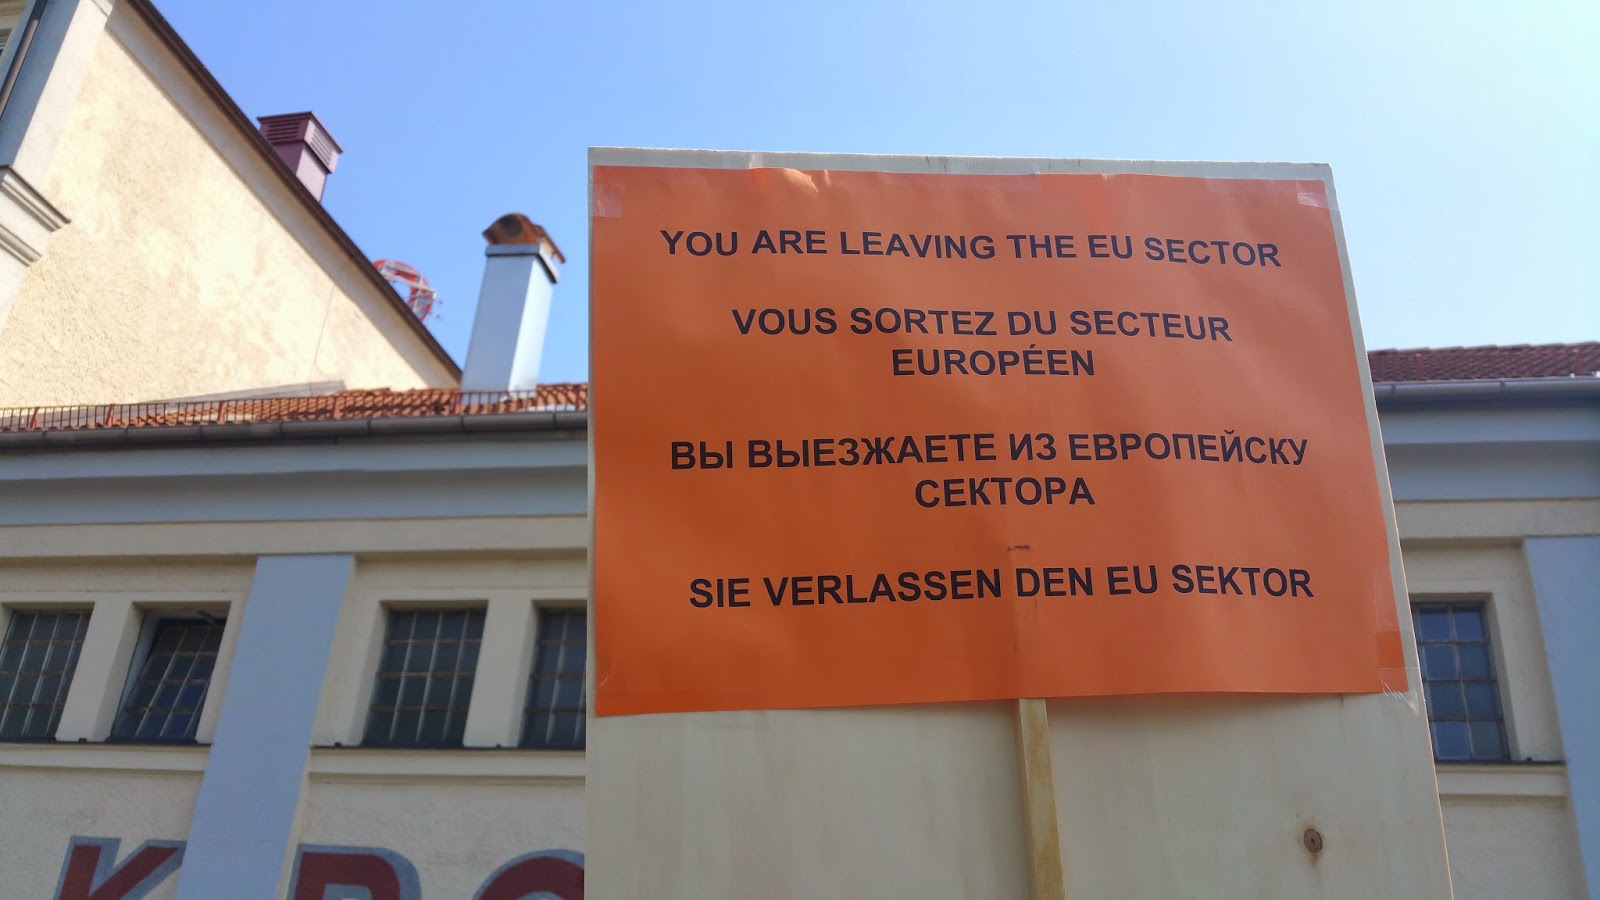 YOU ARE LEAVING THE EU SECTOR
VOUS SORTEZ DU SECTEUR
EUROPÉEN
ВЫ ВЫЕЗЖАЕТЕ ИЗ ЕВРОПЕЙСКУ
СЕКТОРА
SIE VERLASSEN DEN EU SEKTOR